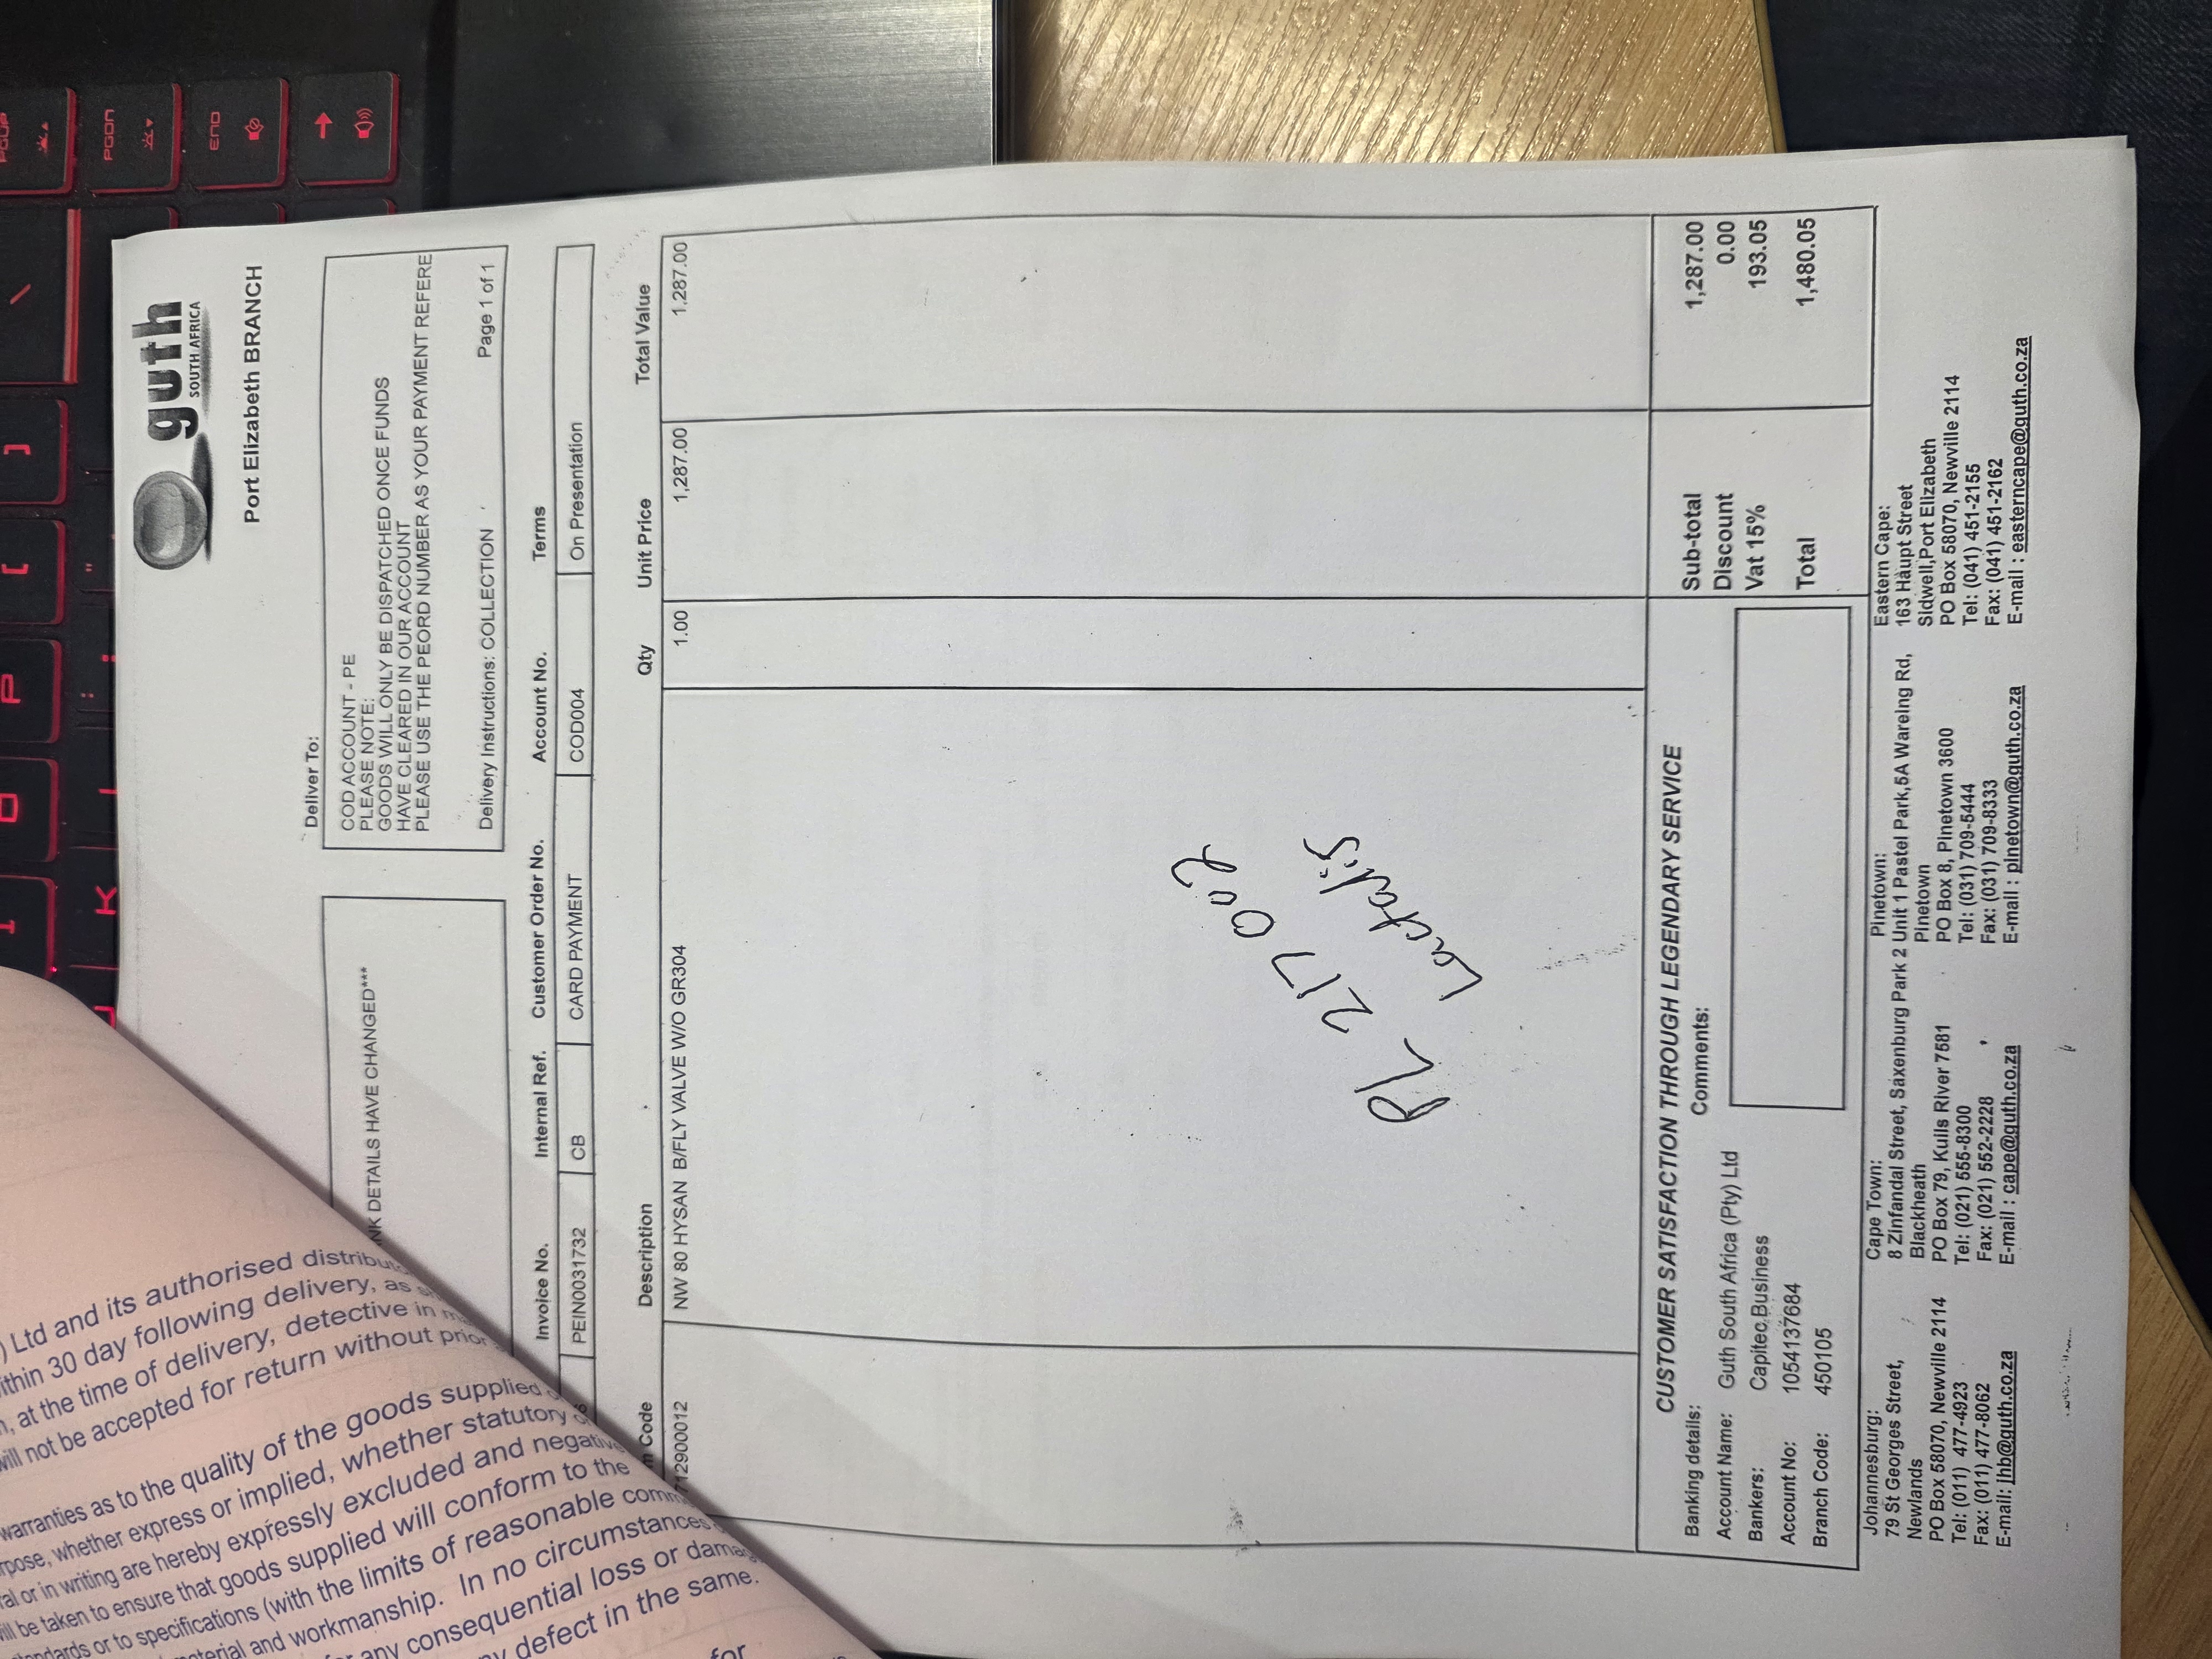 I O P [ ] \ PGUP
K L : ; "
PGDN
END
guth
SOUTH AFRICA
Port Elizabeth BRANCH
) Ltd and its authorised
within 30 day following delivery, as
at the time of delivery, detective in
will not be accepted for return without prior
warranties as to the quality of the goods supplied
whether express or implied, whether statutory
or in writing are hereby expressly excluded and
be taken to ensure that goods supplied will conform to the
or to specifications (with the limits of reasonable
and workmanship. In no circumstances
any consequential loss or
defect in the same.
for
DETAILS HAVE CHANGED***
Deliver To:
COD ACCOUNT - PE
PLEASE NOTE:
GOODS WILL ONLY BE DISPATCHED ONCE FUNDS
HAVE CLEARED IN OUR ACCOUNT
PLEASE USE THE PEORD NUMBER AS YOUR PAYMENT REFERE
Delivery Instructions: COLLECTION Page 1 of 1
Invoice No. Internal Ref. Customer Order No. Account No. Terms
PEIN0031732 CB CARD PAYMENT COD004 On Presentation
Code Description Qty Unit Price Total Value
712900012 NW 80 HYSAN B/FLY VALVE W/O GR304 1.00 1,287.00 1,287.00
PL 217002
Lactalis
CUSTOMER SATISFACTION THROUGH LEGENDARY SERVICE
Banking details: Comments:
Account Name: Guth South Africa (Pty) Ltd
Bankers: Capitec Business
Account No: 1054137684
Branch Code: 450105
Sub-total 1,287.00
Discount 0.00
Vat 15% 193.05
Total 1,480.05
Johannesburg:
79 St Georges Street,
Newlands
PO Box 58070, Newville 2114
Tel: (011) 477-4923
Fax: (011) 477-8062
E-mail: jhb@guth.co.za
Cape Town:
8 Zinfandal Street, Saxenburg Park 2
Blackheath
PO Box 79, Kuils River 7581
Tel: (021) 555-8300
Fax: (021) 552-2228
E-mail : cape@guth.co.za
Pinetown:
Unit 1 Pastel Park,5A Wareing Rd,
Pinetown
PO Box 8, Pinetown 3600
Tel: (031) 709-5444
Fax: (031) 709-8333
E-mail : pinetown@guth.co.za
Eastern Cape:
163 Haupt Street
Sidwell,Port Elizabeth
PO Box 58070, Newville 2114
Tel: (041) 451-2155
Fax: (041) 451-2162
E-mail : easterncape@guth.co.za